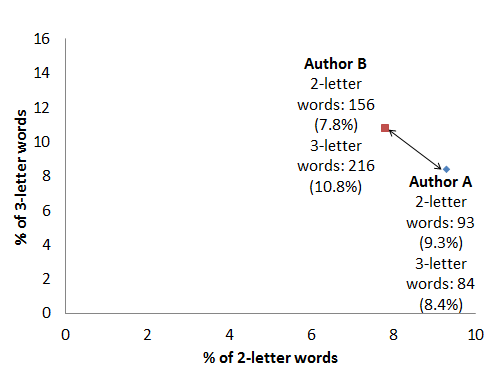 16
14
12
10
8
6
4
2
0
% of 3-letter words
Author B
2-letter
words: 156
(7.8%)
3-letter
words: 216
(10.8%)
Author A
2-letter
words: 93
(9.3%)
3-letter
words: 84
(8.4%)
0 2 4 6 8 10
% of 2-letter words